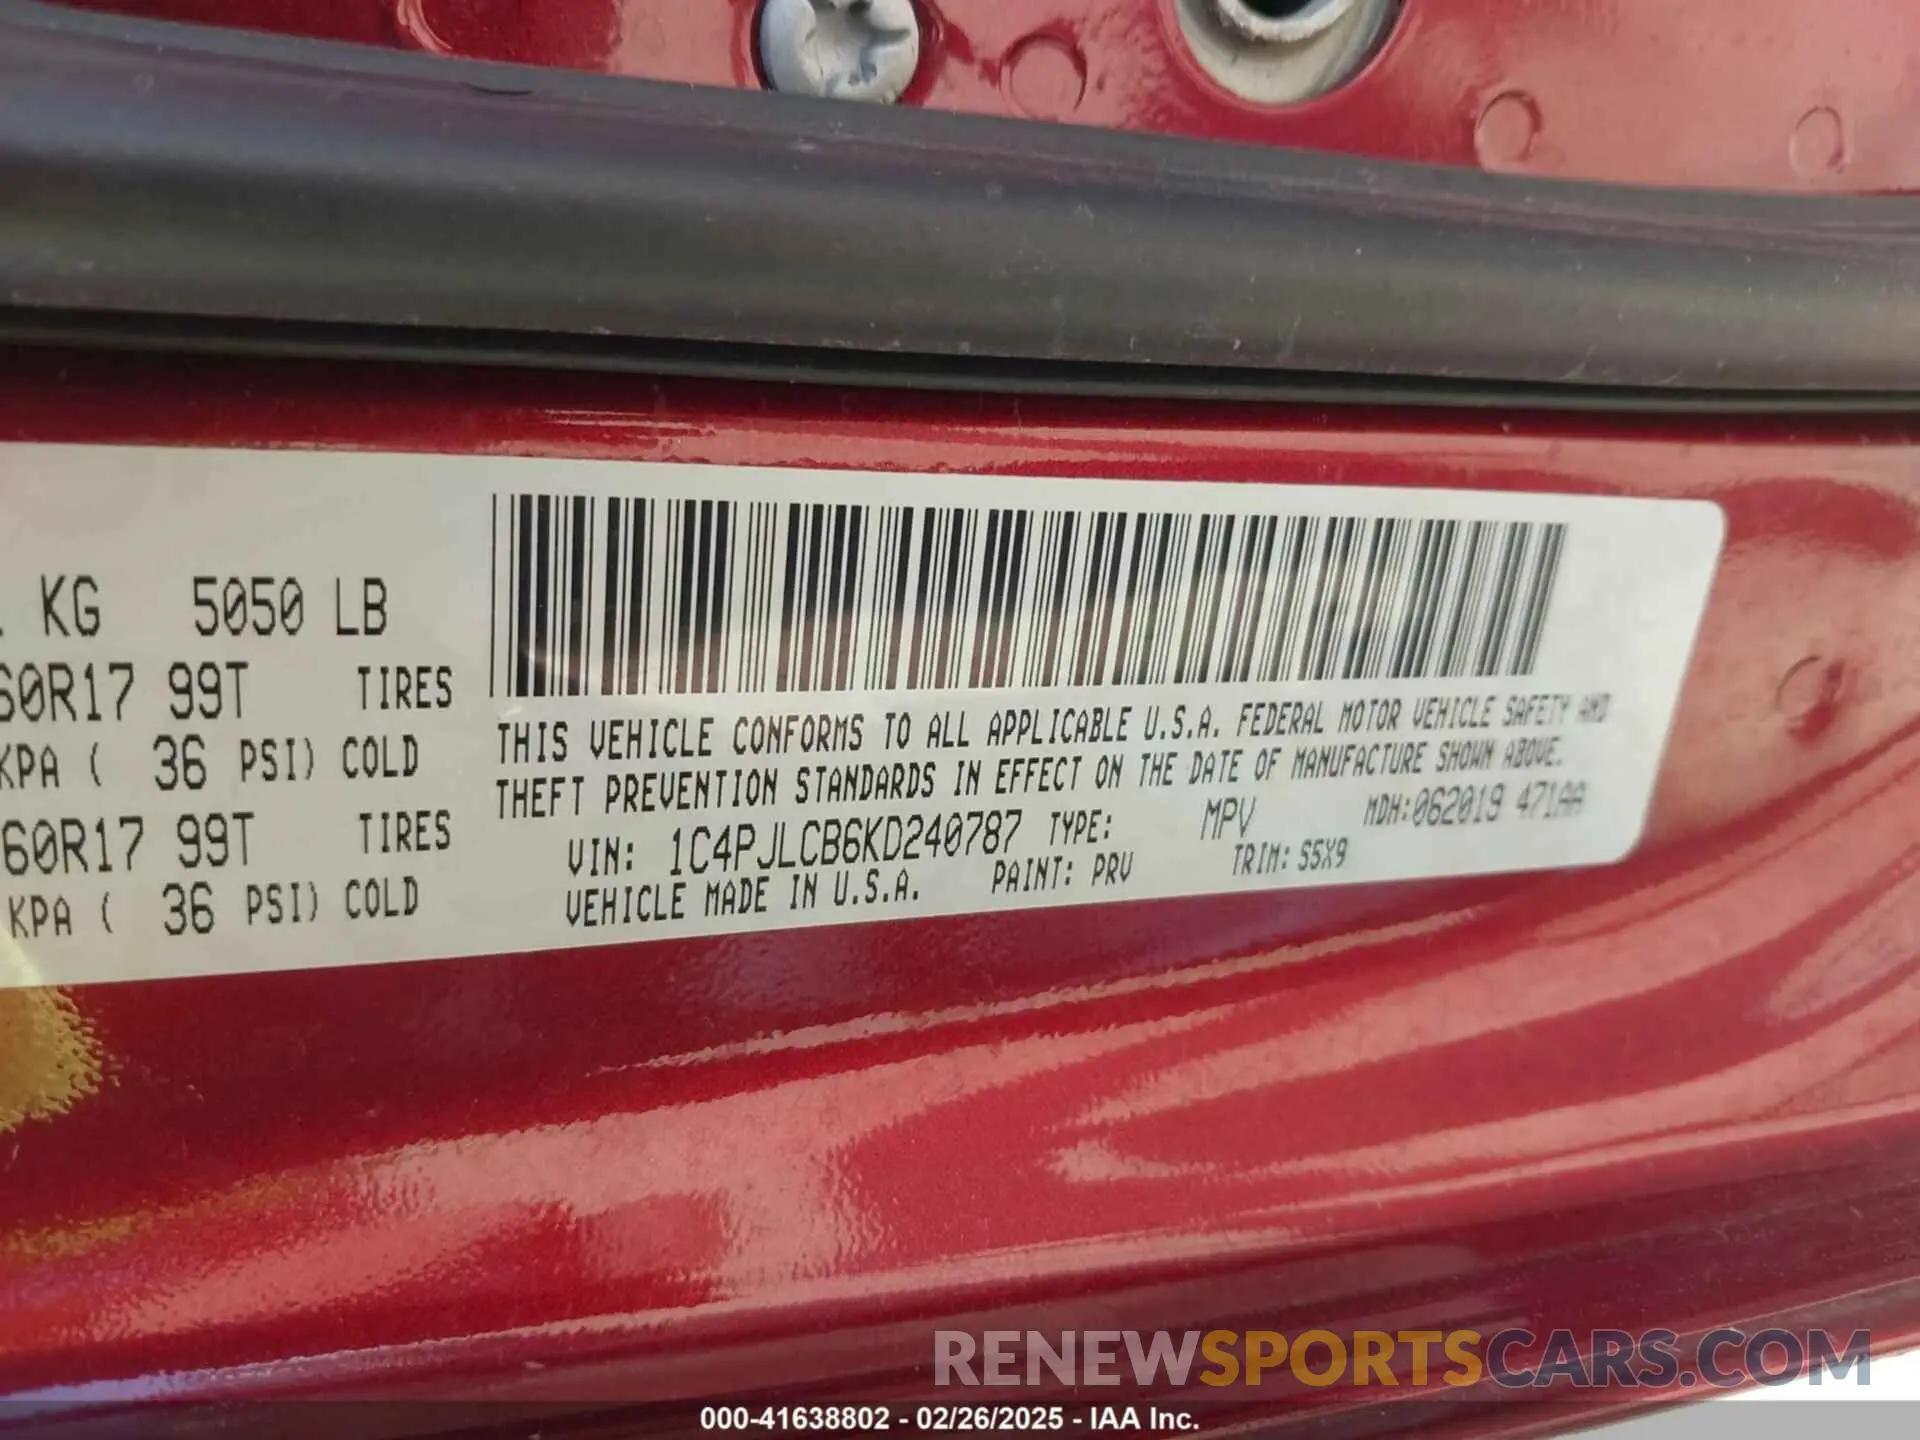 KG 5050 LB
60R17 99T TIRES
KPA ( 36 PSI) COLD
60R17 99T TIRES
KPA ( 36 PSI) COLD
THIS VEHICLE CONFORMS TO ALL APPLICABLE U.S.A. FEDERAL MOTOR VEHICLE SAFETY AND
THEFT PREVENTION STANDARDS IN EFFECT ON THE DATE OF MANUFACTURE SHOWN ABOVE.
VIN: 1C4PJLCB6KD240787 TYPE: MPV MDH:062019 471AA
VEHICLE MADE IN U.S.A. PAINT: PRV TRIM: S5X9
RENEWSPORTSCARS.COM
000-41638802 - 02/26/2025 - IAA Inc.